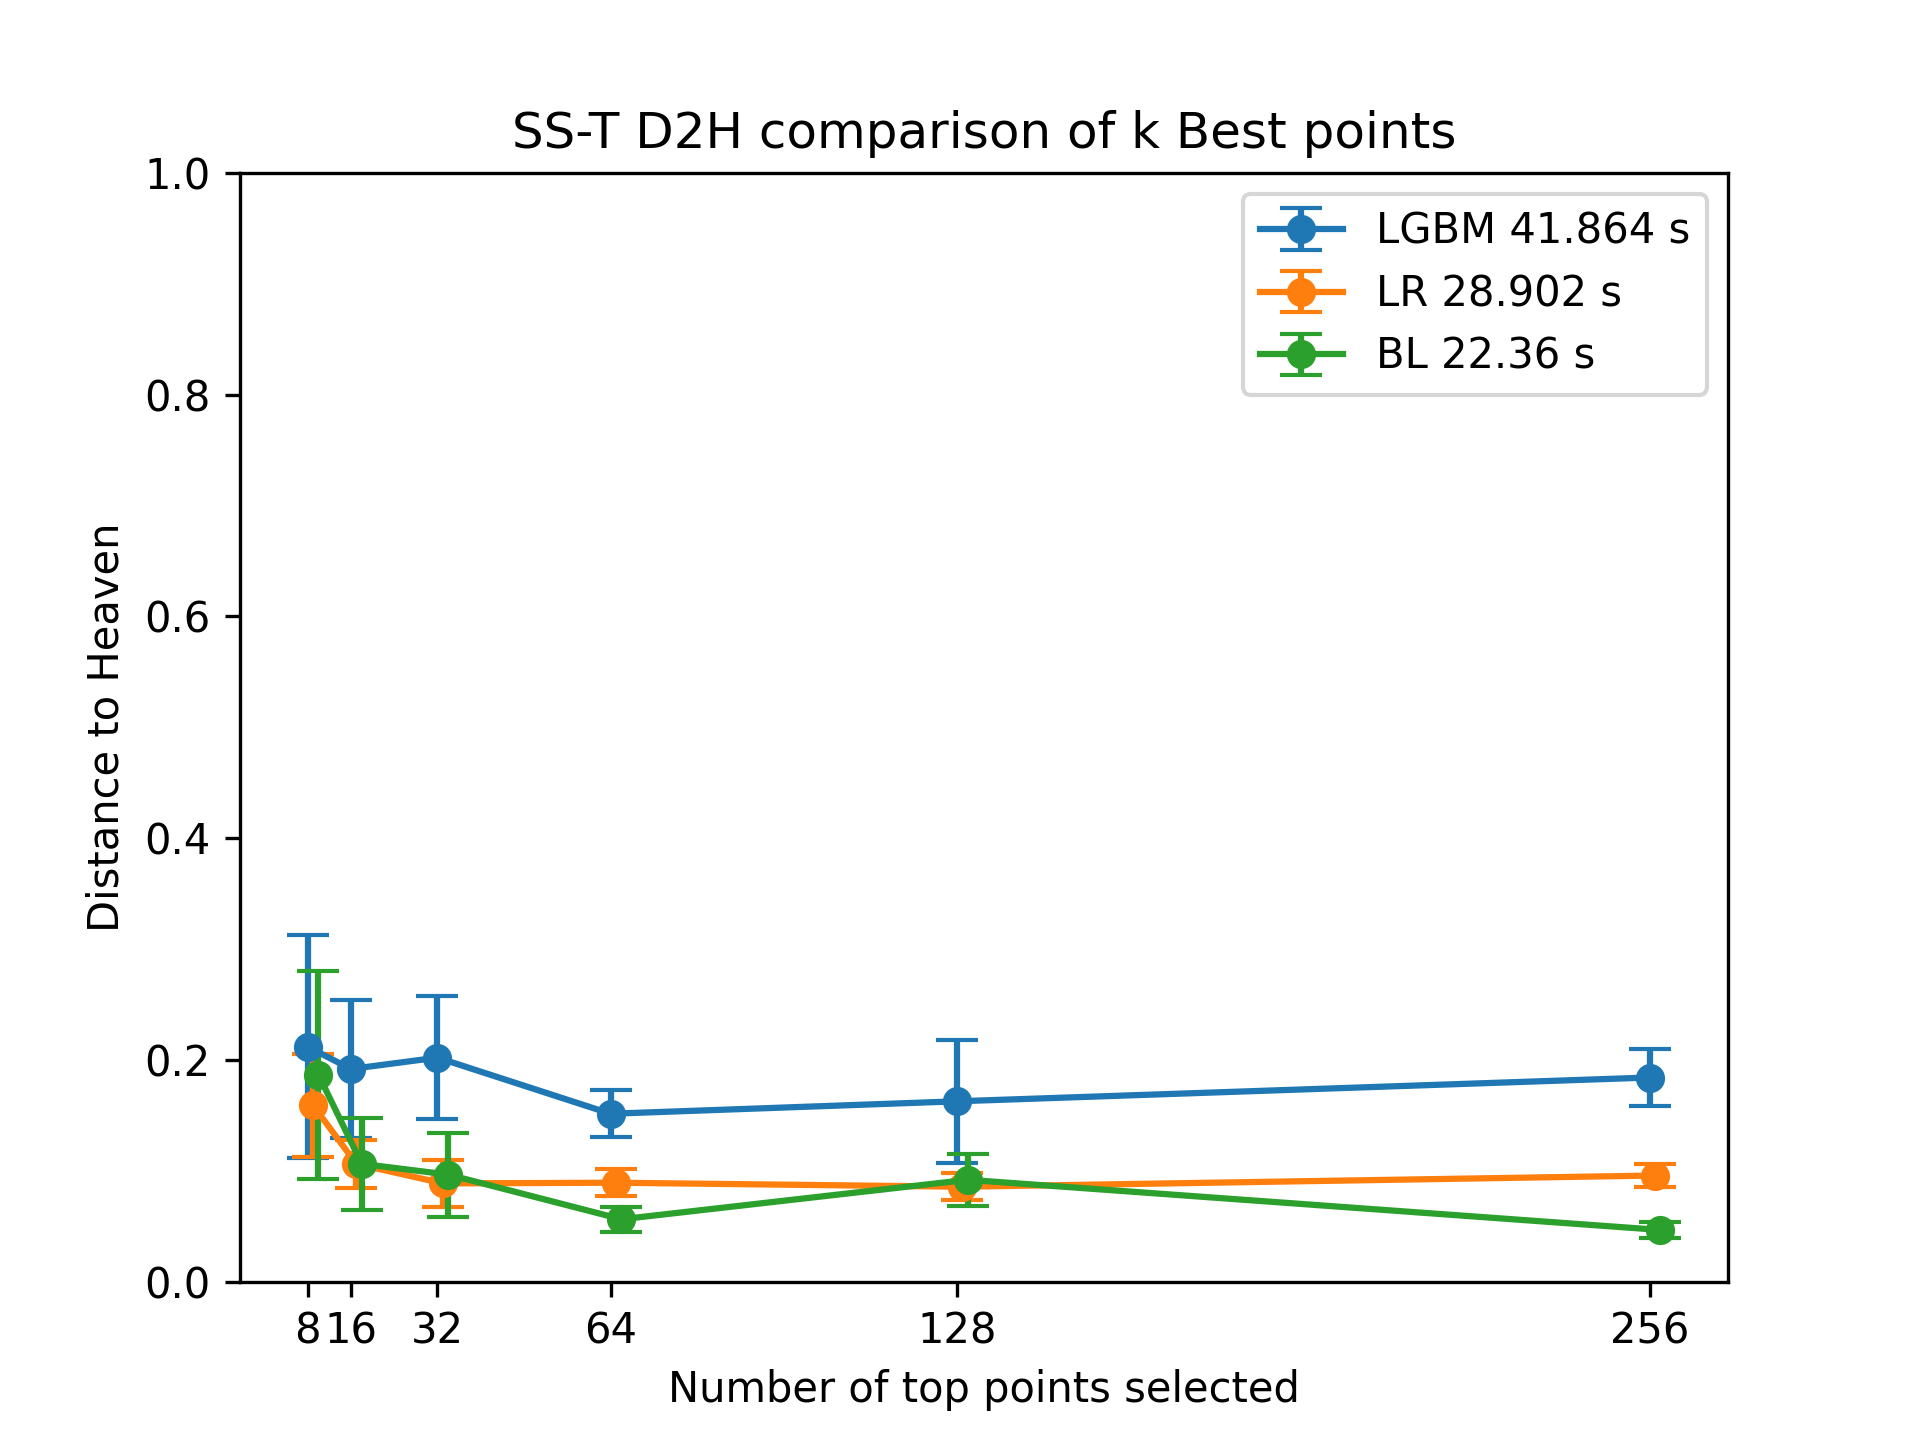 SS-T D2H comparison of k Best points
1.0
0.8
0.6
0.4
0.2
0.0
Distance to Heaven
LGBM 41.864 s
LR 28.902 s
BL 22.36 s
8 16 32 64 128 256
Number of top points selected